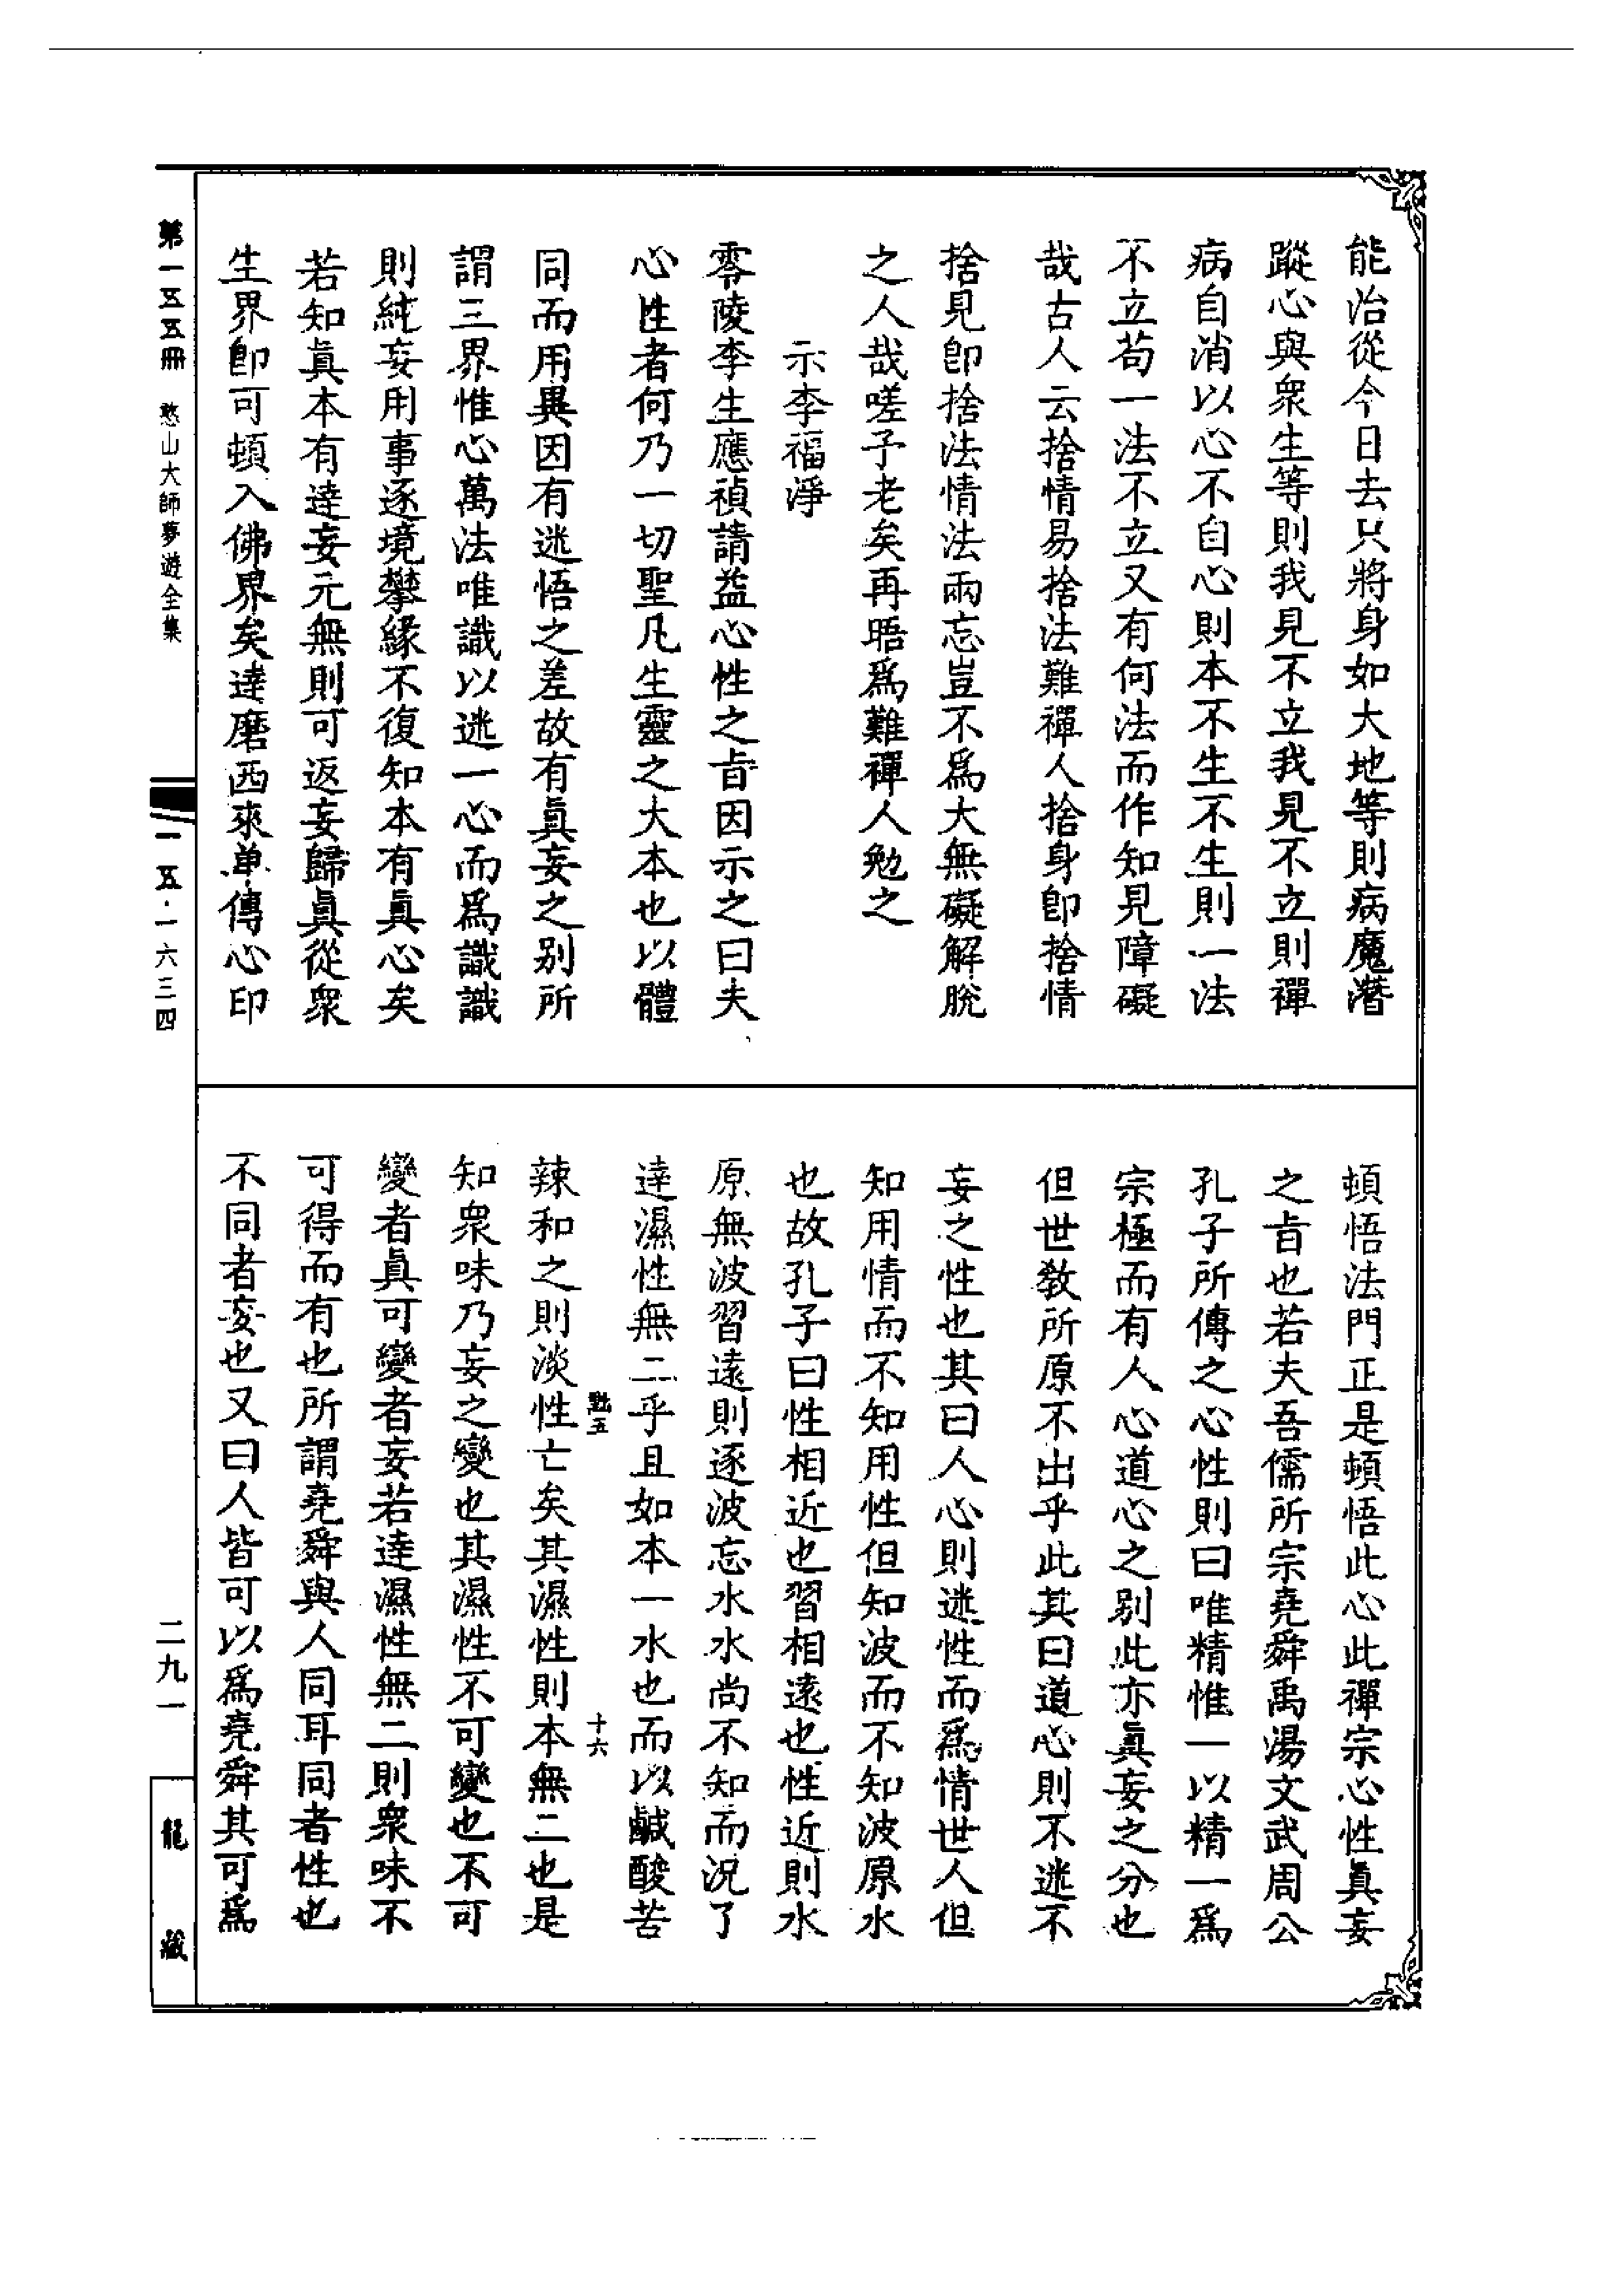 能治從今日去只將身如大地等則病魔潛
蹤心與衆生等則我見不立我見不立則禪
病自消以心不自心則本不生不生則一法
不立苟一法不立又有何法而作知見障礙
哉古人云捨情易捨法難禪人捨身卽捨情
捨見卽捨法情法兩忘豈不爲大無礙解脫
之人哉嗟予老矣再晤爲難禪人勉之
示李福淨
零陵李生應禎請益心性之旨因示之曰夫
心性者何乃一切聖凡生靈之大本也以體
同而用異因有迷悟之差故有眞妄之別所
謂三界惟心萬法唯識以迷一心而爲識識
則純妄用事逐境攀緣不復知本有眞心矣
若知眞本有達妄元無則可返妄歸眞從衆
生界卽可頓入佛界矣達磨西來单傳心印
頓悟法門正是頓悟此心此禪宗心性眞妄
之旨也若夫吾儒所宗堯舜禹湯文武周公
孔子所傳之心性則曰唯精惟一以精一爲
宗極而有人心道心之別此亦眞妄之分也
但世敎所原不出乎此其曰道心則不迷不
妄之性也其曰人心則迷性而爲情世人但
知用情而不知用性但知波而不知波原水
也故孔子曰性相近也習相遠也性近則水
原無波習遠則逐波忘水水尚不知而況了
達濕性無二乎且如本一水也而以鹹酸苦
辣和之則淡性亡矣其濕性則本無二也是
知衆味乃妄之變也其濕性不可變也不可
變者眞可變者妄若達濕性無二則衆味不
可得而有也所謂堯舜與人同耳同者性也
不同者妄也又曰人皆可以爲堯舜其可爲
十六
第一五五冊 憨山大師夢遊全集
一五五·一六三四
二九一
龍藏